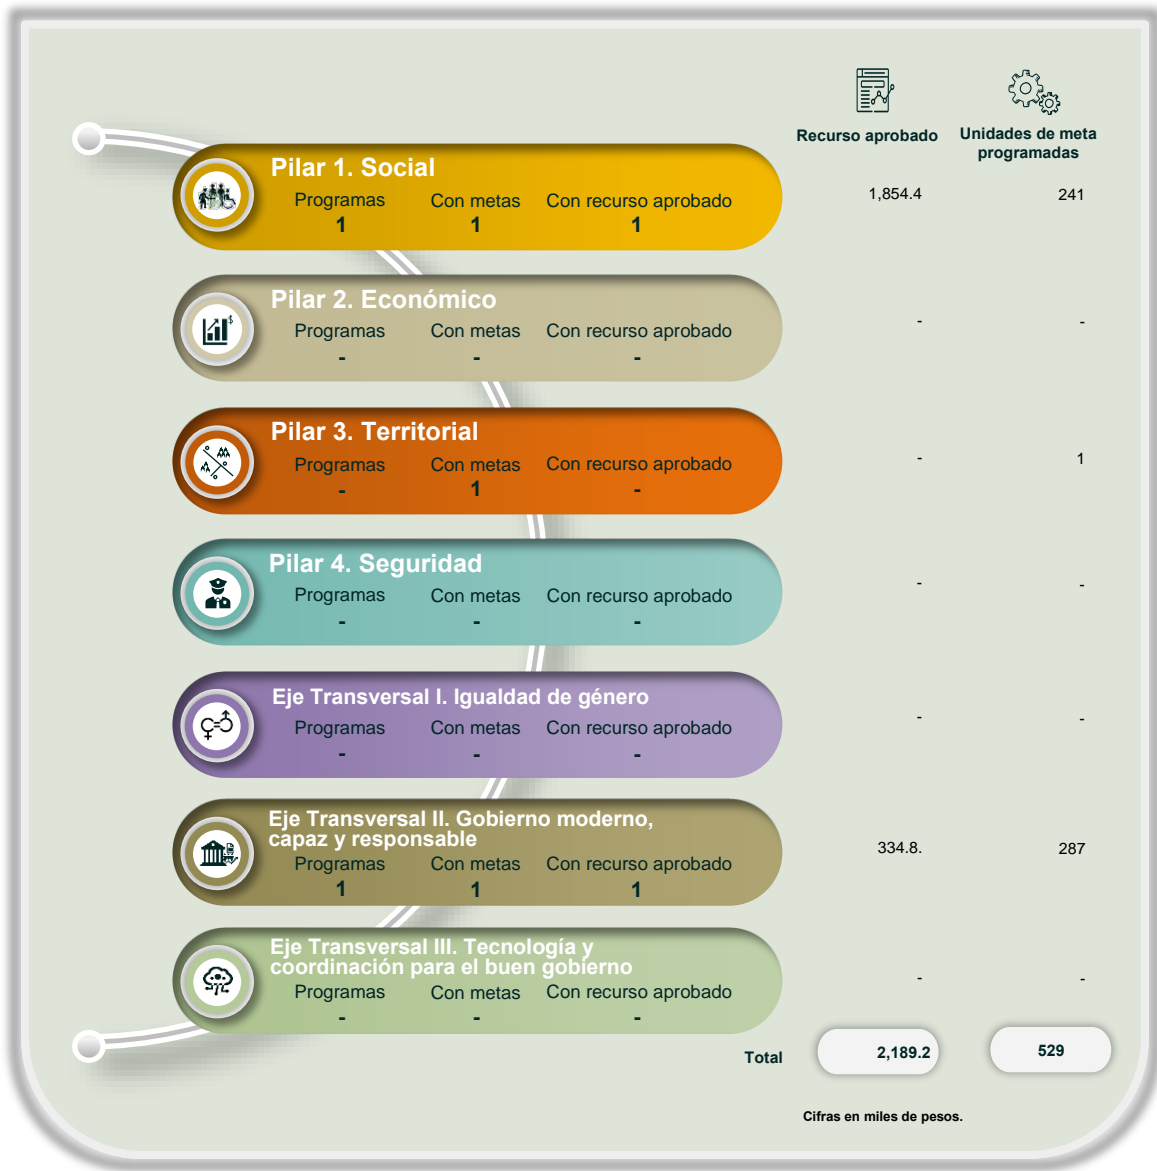 Recurso aprobado
Unidades de meta
programadas
Pilar 1. Social
Programas Con metas Con recurso aprobado
1 1 1
1,854.4 241
Pilar 2. Económico
Programas Con metas Con recurso aprobado
- - -
- -
Pilar 3. Territorial
Programas Con metas Con recurso aprobado
- 1 -
- 1
Pilar 4. Seguridad
Programas Con metas Con recurso aprobado
- - -
- -
Eje Transversal I. Igualdad de género
Programas Con metas Con recurso aprobado
- - -
- -
Eje Transversal II. Gobierno moderno,
capaz y responsable
Programas Con metas Con recurso aprobado
1 1 1
334.8. 287
Eje Transversal III. Tecnología y
coordinación para el buen gobierno
Programas Con metas Con recurso aprobado
- - -
- -
Total 2,189.2 529
Cifras en miles de pesos.